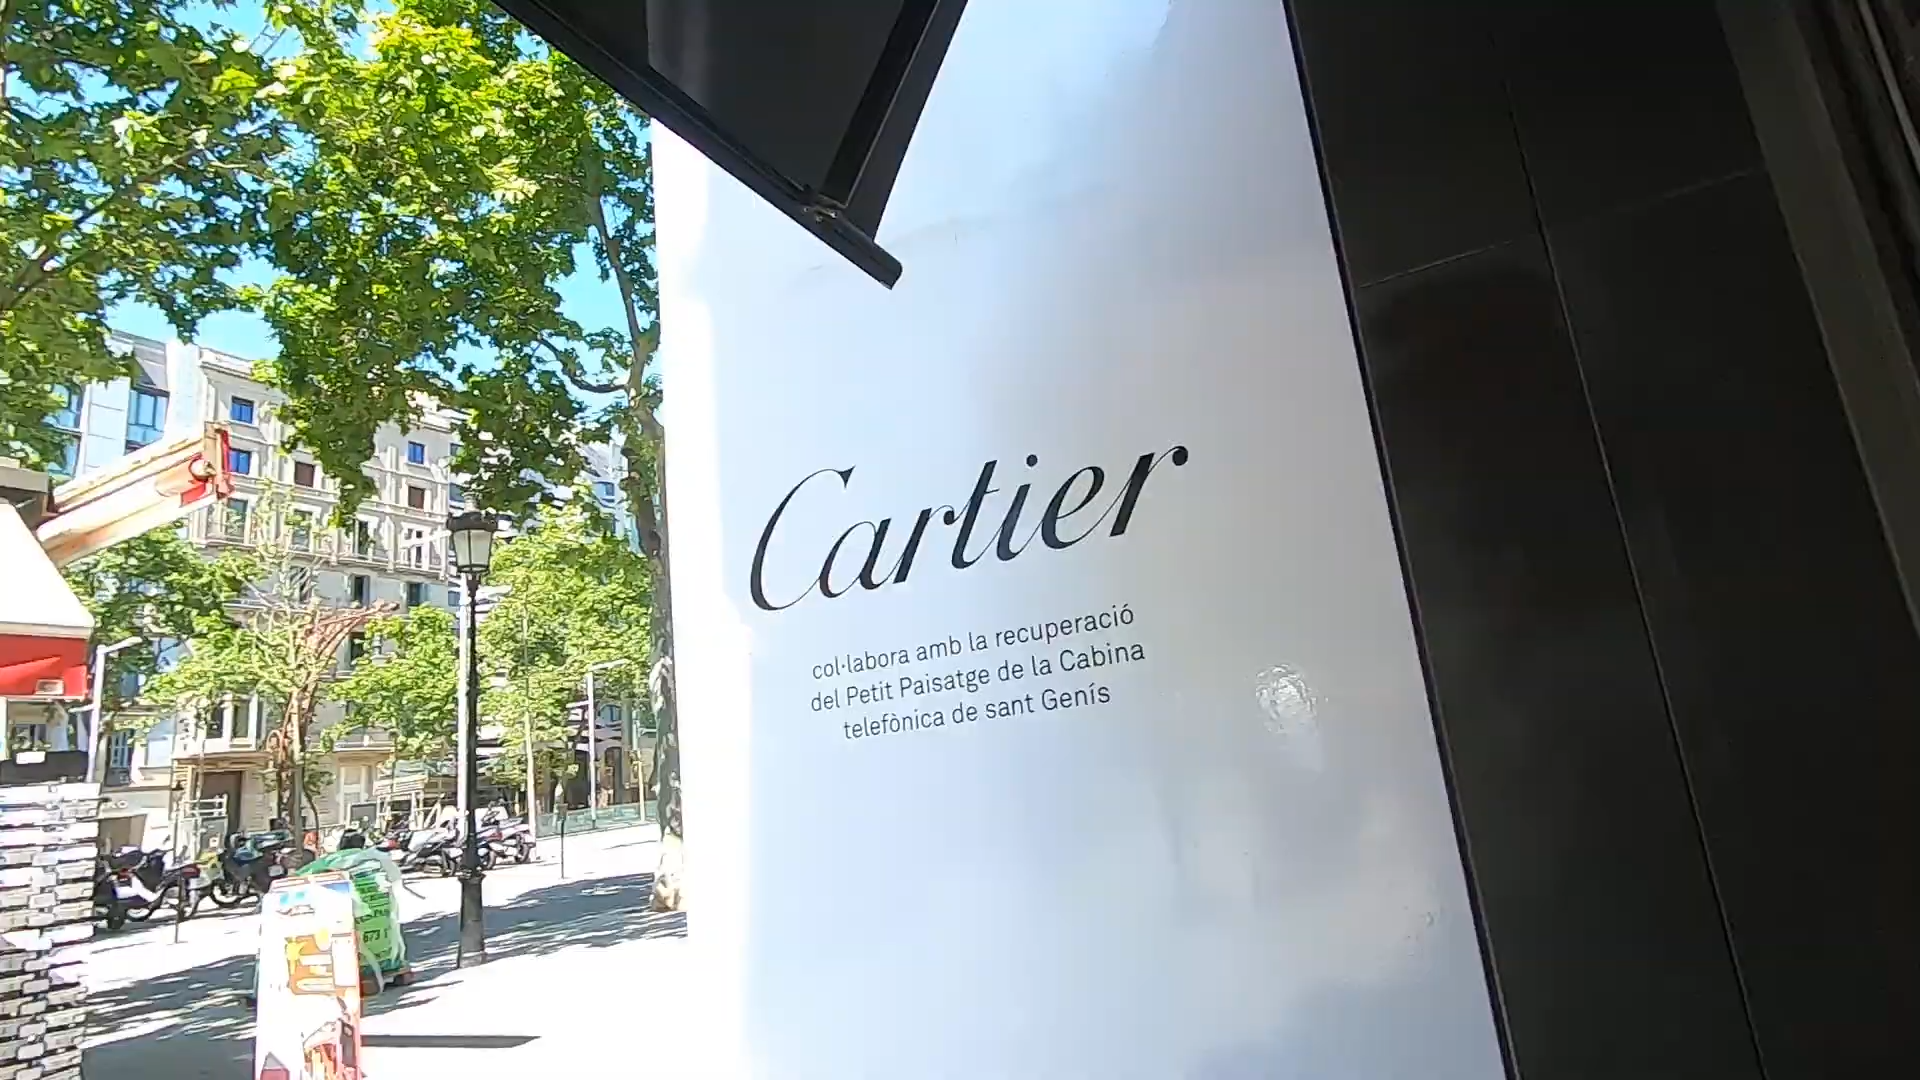 Cartier
col·labora amb la recuperació
del Petit Paisatge de la Cabina
telefònica de sant Genís